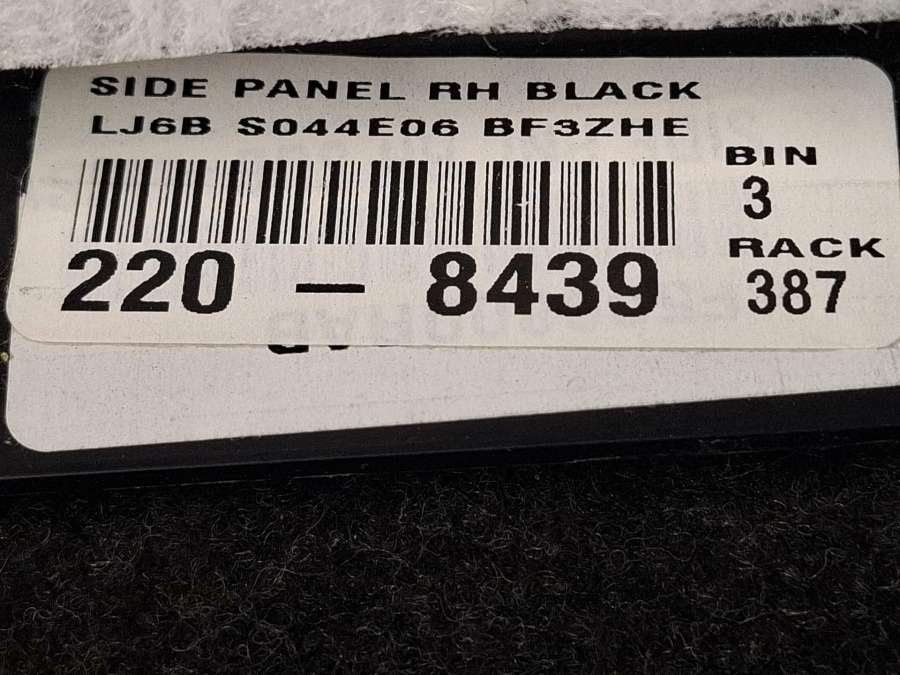 SIDE PANEL RH BLACK
LJ6B S044E06 BF3ZHE
BIN
3
RACK
387
220 - 8439